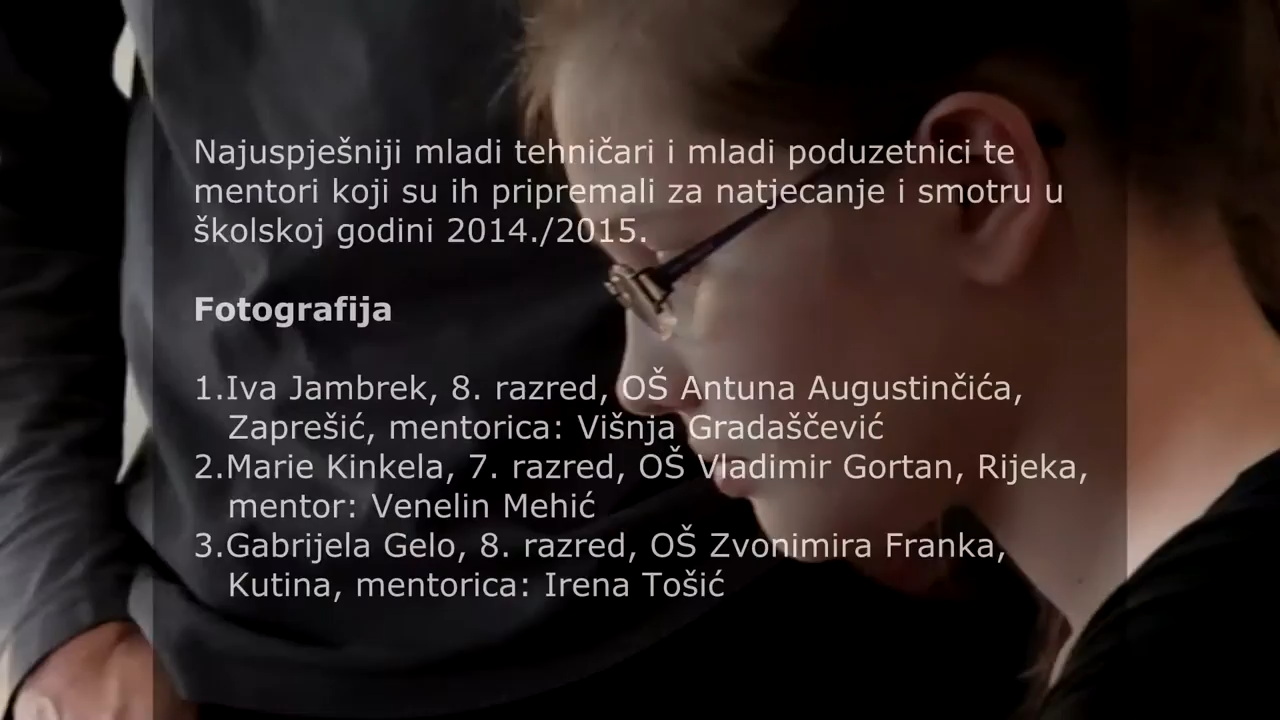 Najuspješniji mladi tehničari i mladi poduzetnici te
mentori koji su ih pripremali za natjecanje i smotru u
školskoj godini 2014./2015.
Fotografija
1.Iva Jambrek, 8. razred, OŠ Antuna Augustinčića,
Zaprešić, mentorica: Višnja Gradaščević
2.Marie Kinkela, 7. razred, OŠ Vladimir Gortan, Rijeka,
mentor: Venelin Mehić
3.Gabrijela Gelo, 8. razred, OŠ Zvonimira Franka,
Kutina, mentorica: Irena Tošić